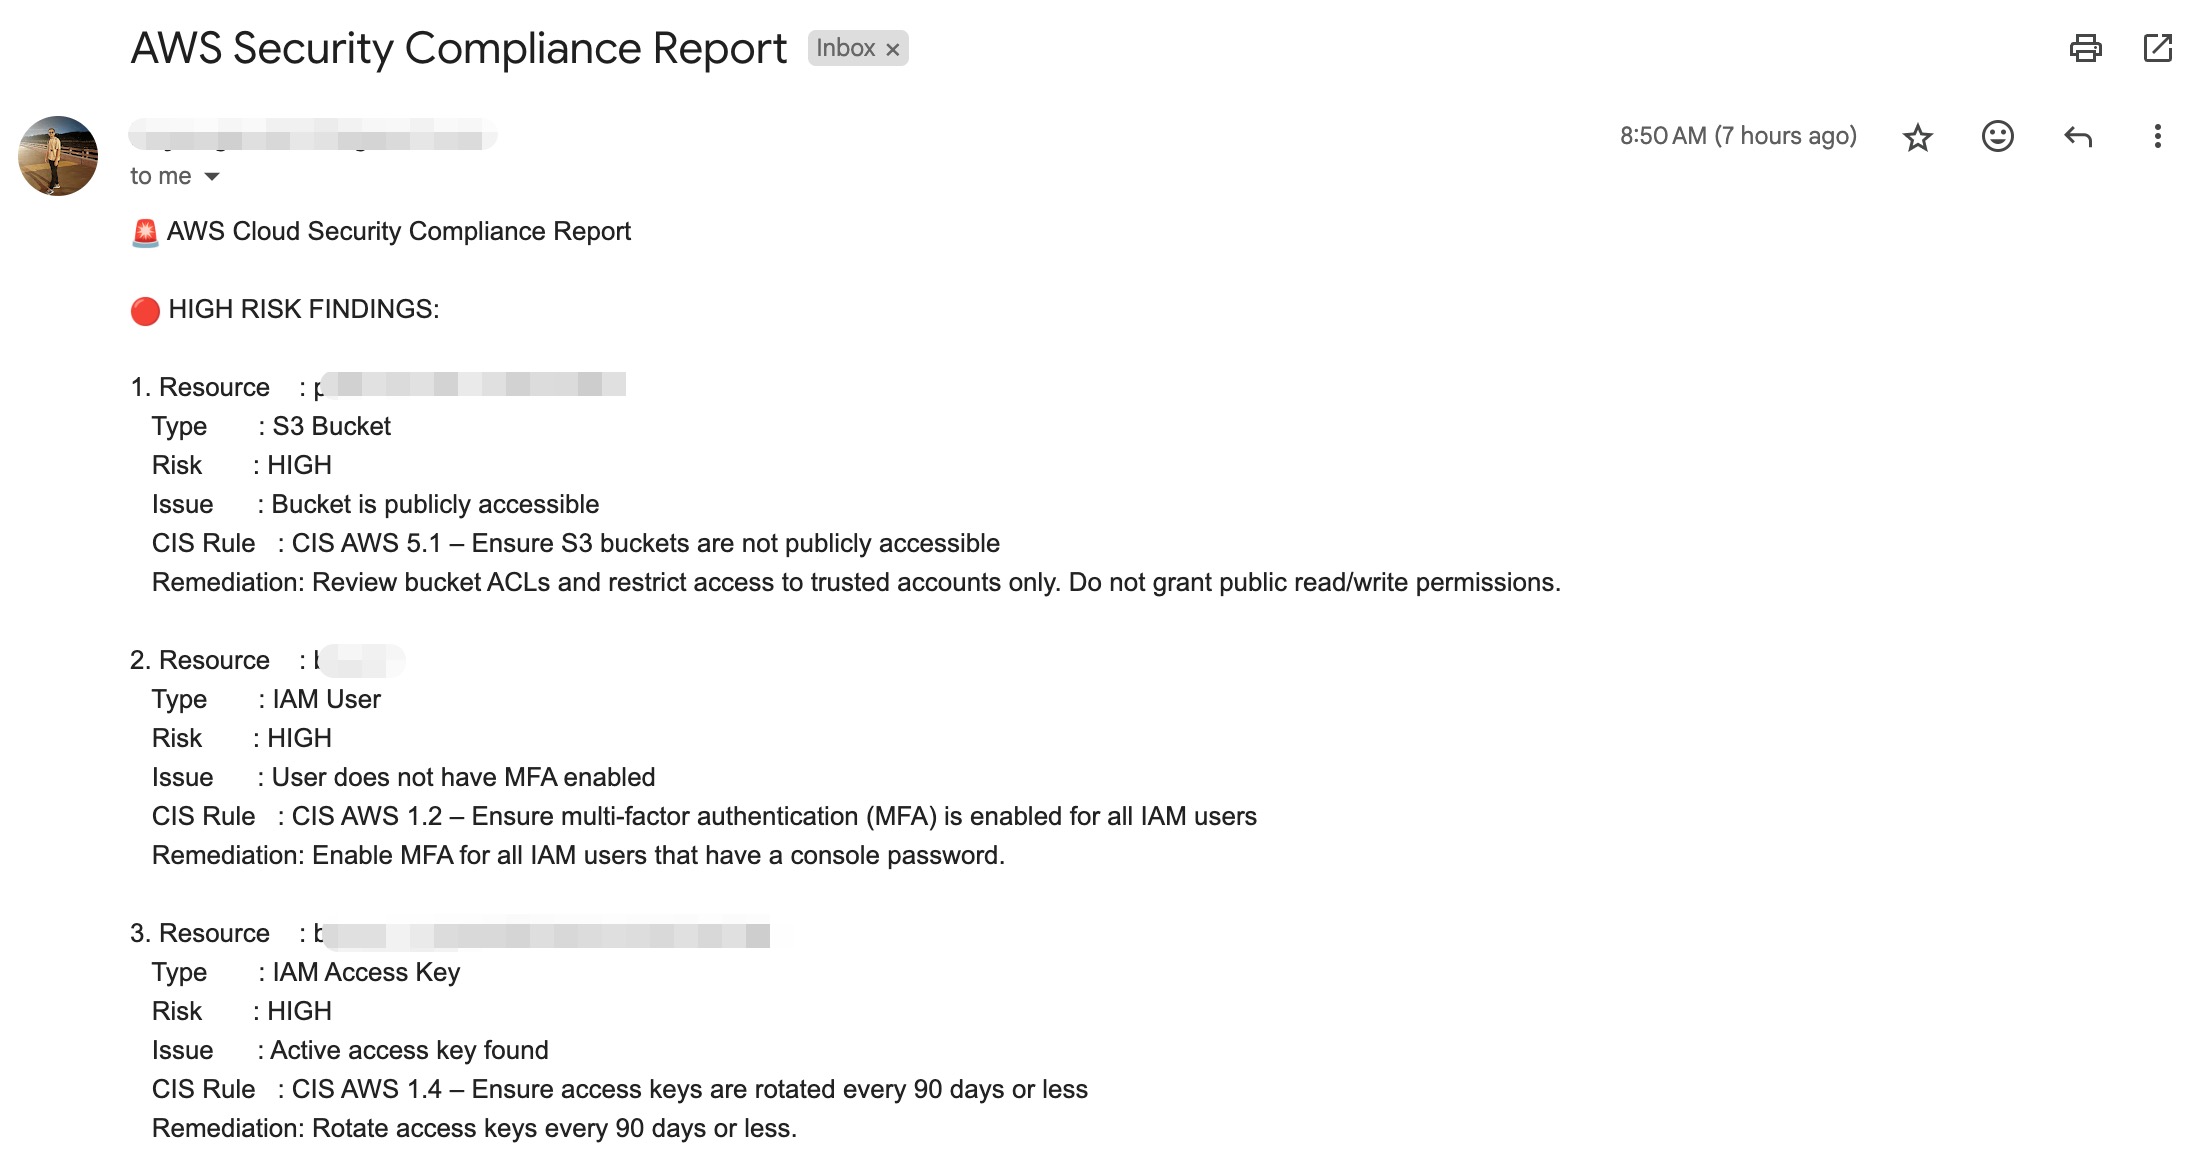 AWS Security Compliance Report Inbox ×
8:50 AM (7 hours ago)
to me
AWS Cloud Security Compliance Report
HIGH RISK FINDINGS:
1. Resource :
Type : S3 Bucket
Risk : HIGH
Issue : Bucket is publicly accessible
CIS Rule : CIS AWS 5.1 – Ensure S3 buckets are not publicly accessible
Remediation: Review bucket ACLs and restrict access to trusted accounts only. Do not grant public read/write permissions.
2. Resource :
Type : IAM User
Risk : HIGH
Issue : User does not have MFA enabled
CIS Rule : CIS AWS 1.2 – Ensure multi-factor authentication (MFA) is enabled for all IAM users
Remediation: Enable MFA for all IAM users that have a console password.
3. Resource :
Type : IAM Access Key
Risk : HIGH
Issue : Active access key found
CIS Rule : CIS AWS 1.4 – Ensure access keys are rotated every 90 days or less
Remediation: Rotate access keys every 90 days or less.